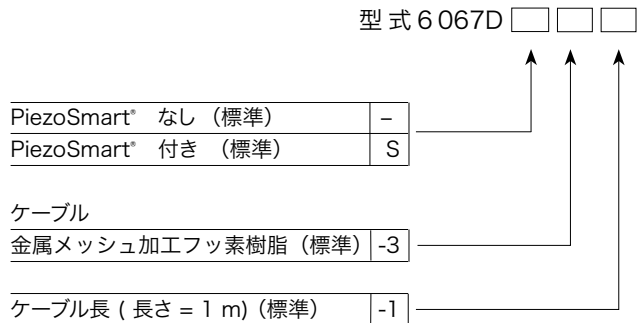 型式6067D
PiezoSmart® なし（標準） –
PiezoSmart® 付き（標準） S
ケーブル
金属メッシュ加工フッ素樹脂（標準） -3
ケーブル長 ( 長さ = 1 m)（標準） -1